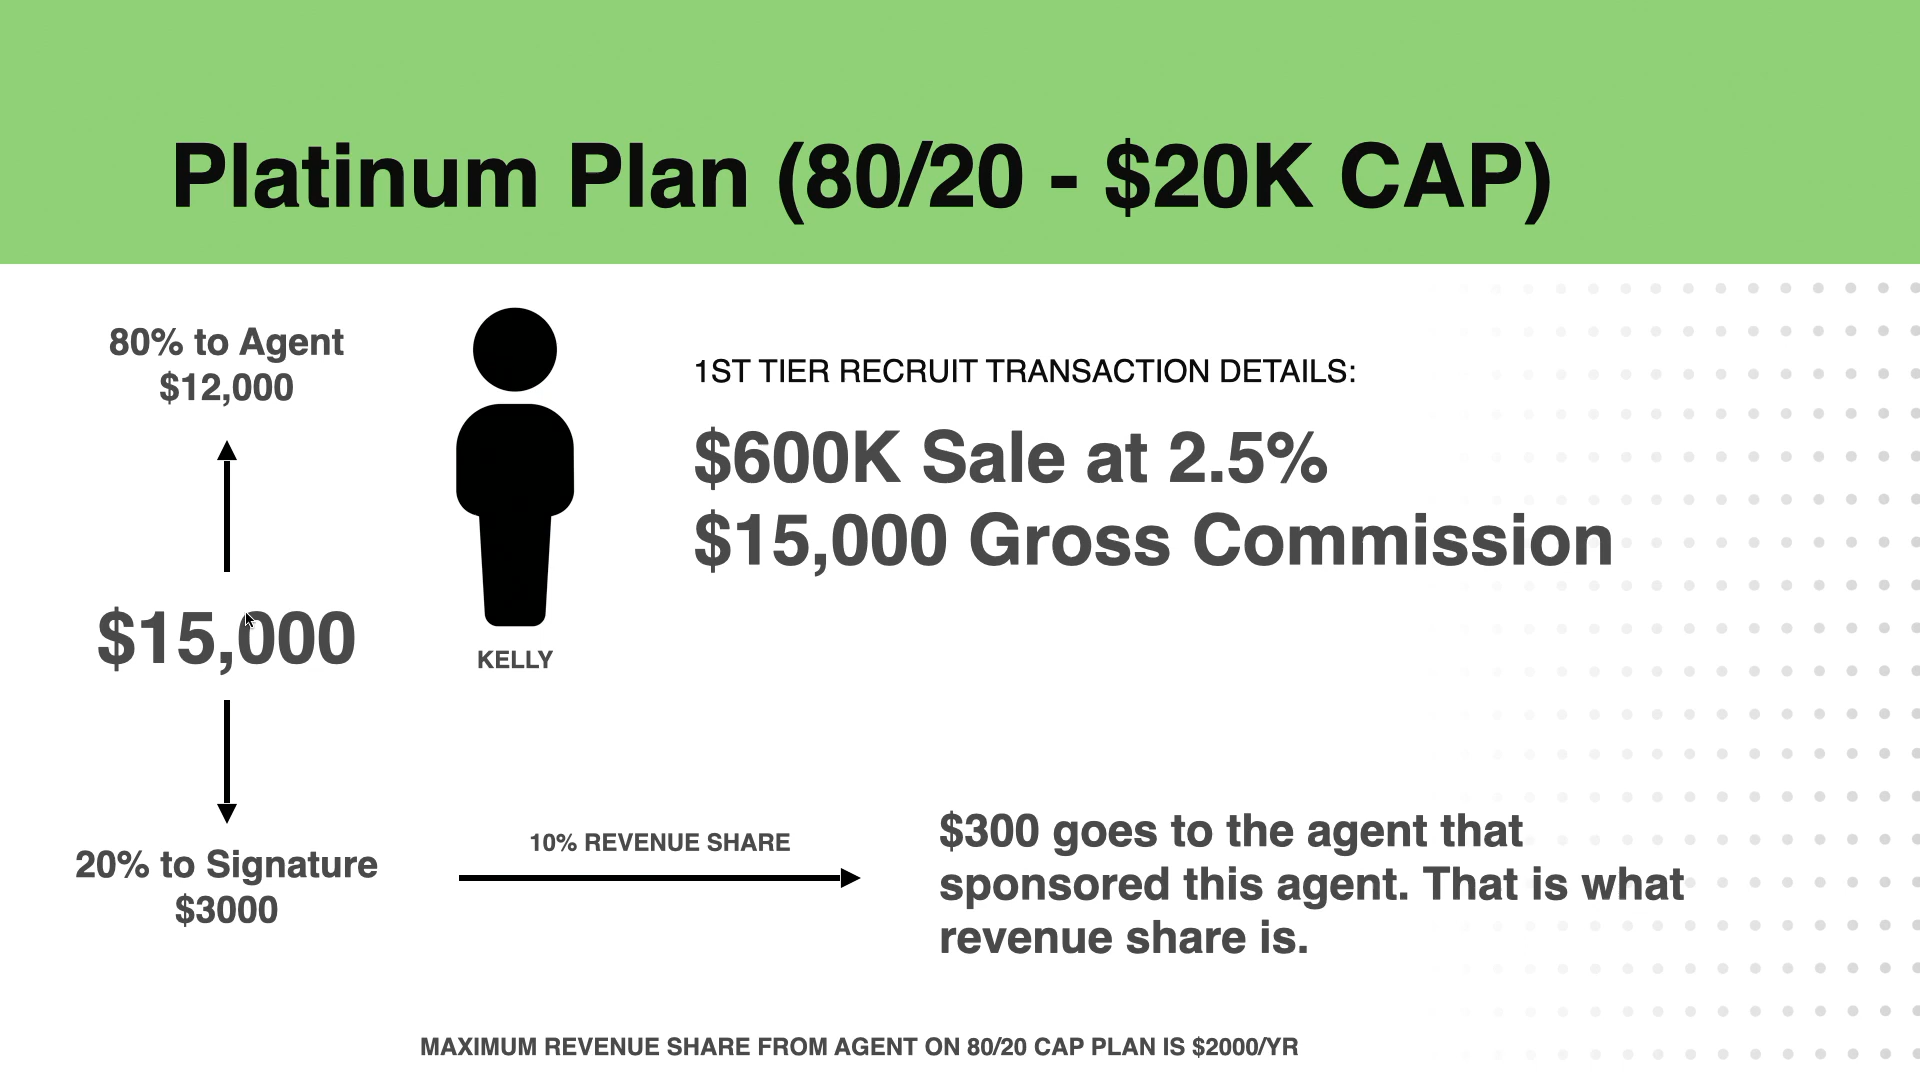 Platinum Plan (80/20 - $20K CAP)
80% to Agent
$12,000
1ST TIER RECRUIT TRANSACTION DETAILS:
$600K Sale at 2.5%
$15,000 Gross Commission
$15,000
KELLY
20% to Signature
$3000
10% REVENUE SHARE
$300 goes to the agent that
sponsored this agent. That is what
revenue share is.
MAXIMUM REVENUE SHARE FROM AGENT ON 80/20 CAP PLAN IS $2000/YR